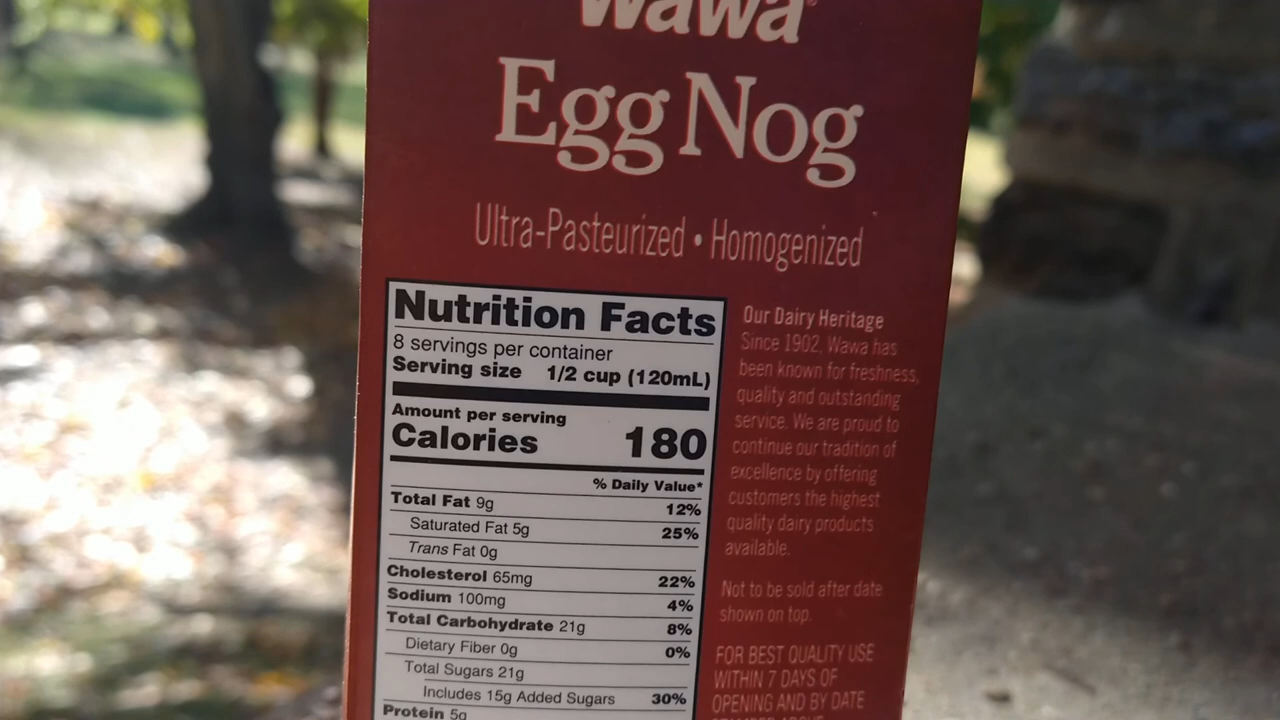 Wawa
Egg Nog
Ultra-Pasteurized • Homogenized
Nutrition Facts
8 servings per container
Serving size 1/2 cup (120mL)
Amount per serving
Calories 180
% Daily Value*
Total Fat 9g 12%
Saturated Fat 5g 25%
Trans Fat 0g
Cholesterol 65mg 22%
Sodium 100mg 4%
Total Carbohydrate 21g 8%
Dietary Fiber 0g 0%
Total Sugars 21g
Includes 15g Added Sugars 30%
Protein 5g
Our Dairy Heritage
Since 1902, Wawa has
been known for freshness,
quality and outstanding
service. We are proud to
continue our tradition of
excellence by offering
customers the highest
quality dairy products
available.
Not to be sold after date
shown on top.
FOR BEST QUALITY USE
WITHIN 7 DAYS OF
OPENING AND BY DATE